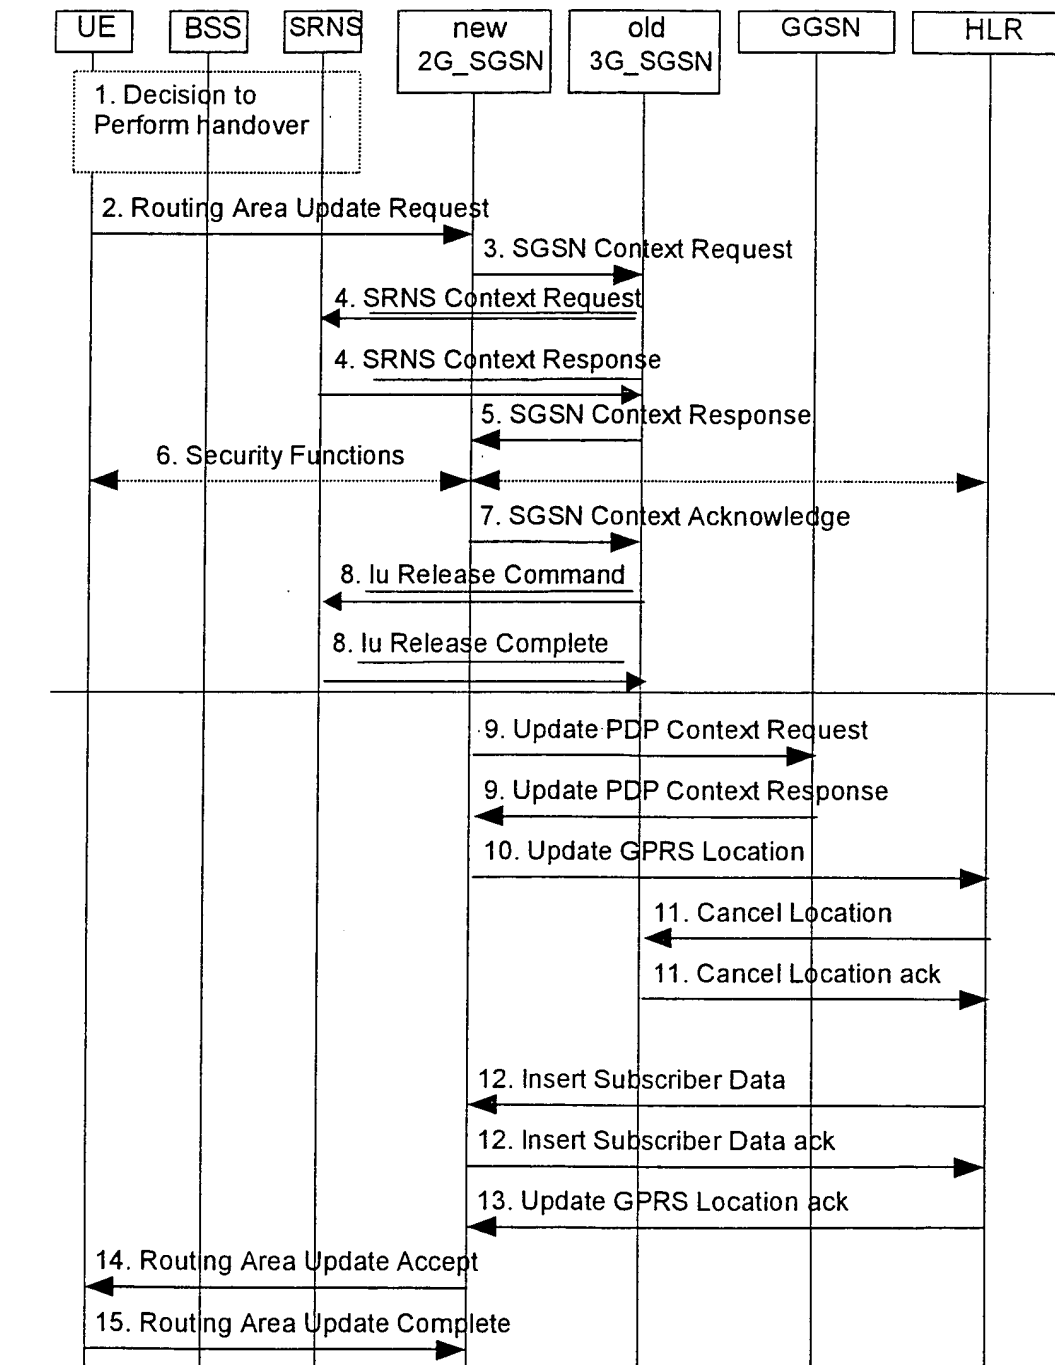 UE
BSS
SRNS
new
2G_SGSN
old
3G_SGSN
GGSN
HLR
1. Decision to
Perform handover
2. Routing Area Update Request
3. SGSN Context Request
4. SRNS Context Request
4. SRNS Context Response
5. SGSN Context Response
6. Security Functions
7. SGSN Context Acknowledge
8. Iu Release Command
8. Iu Release Complete
9. Update PDP Context Request
9. Update PDP Context Response
10. Update GPRS Location
11. Cancel Location
11. Cancel Location ack
12. Insert Subscriber Data
12. Insert Subscriber Data ack
13. Update GPRS Location ack
14. Routing Area Update Accept
15. Routing Area Update Complete